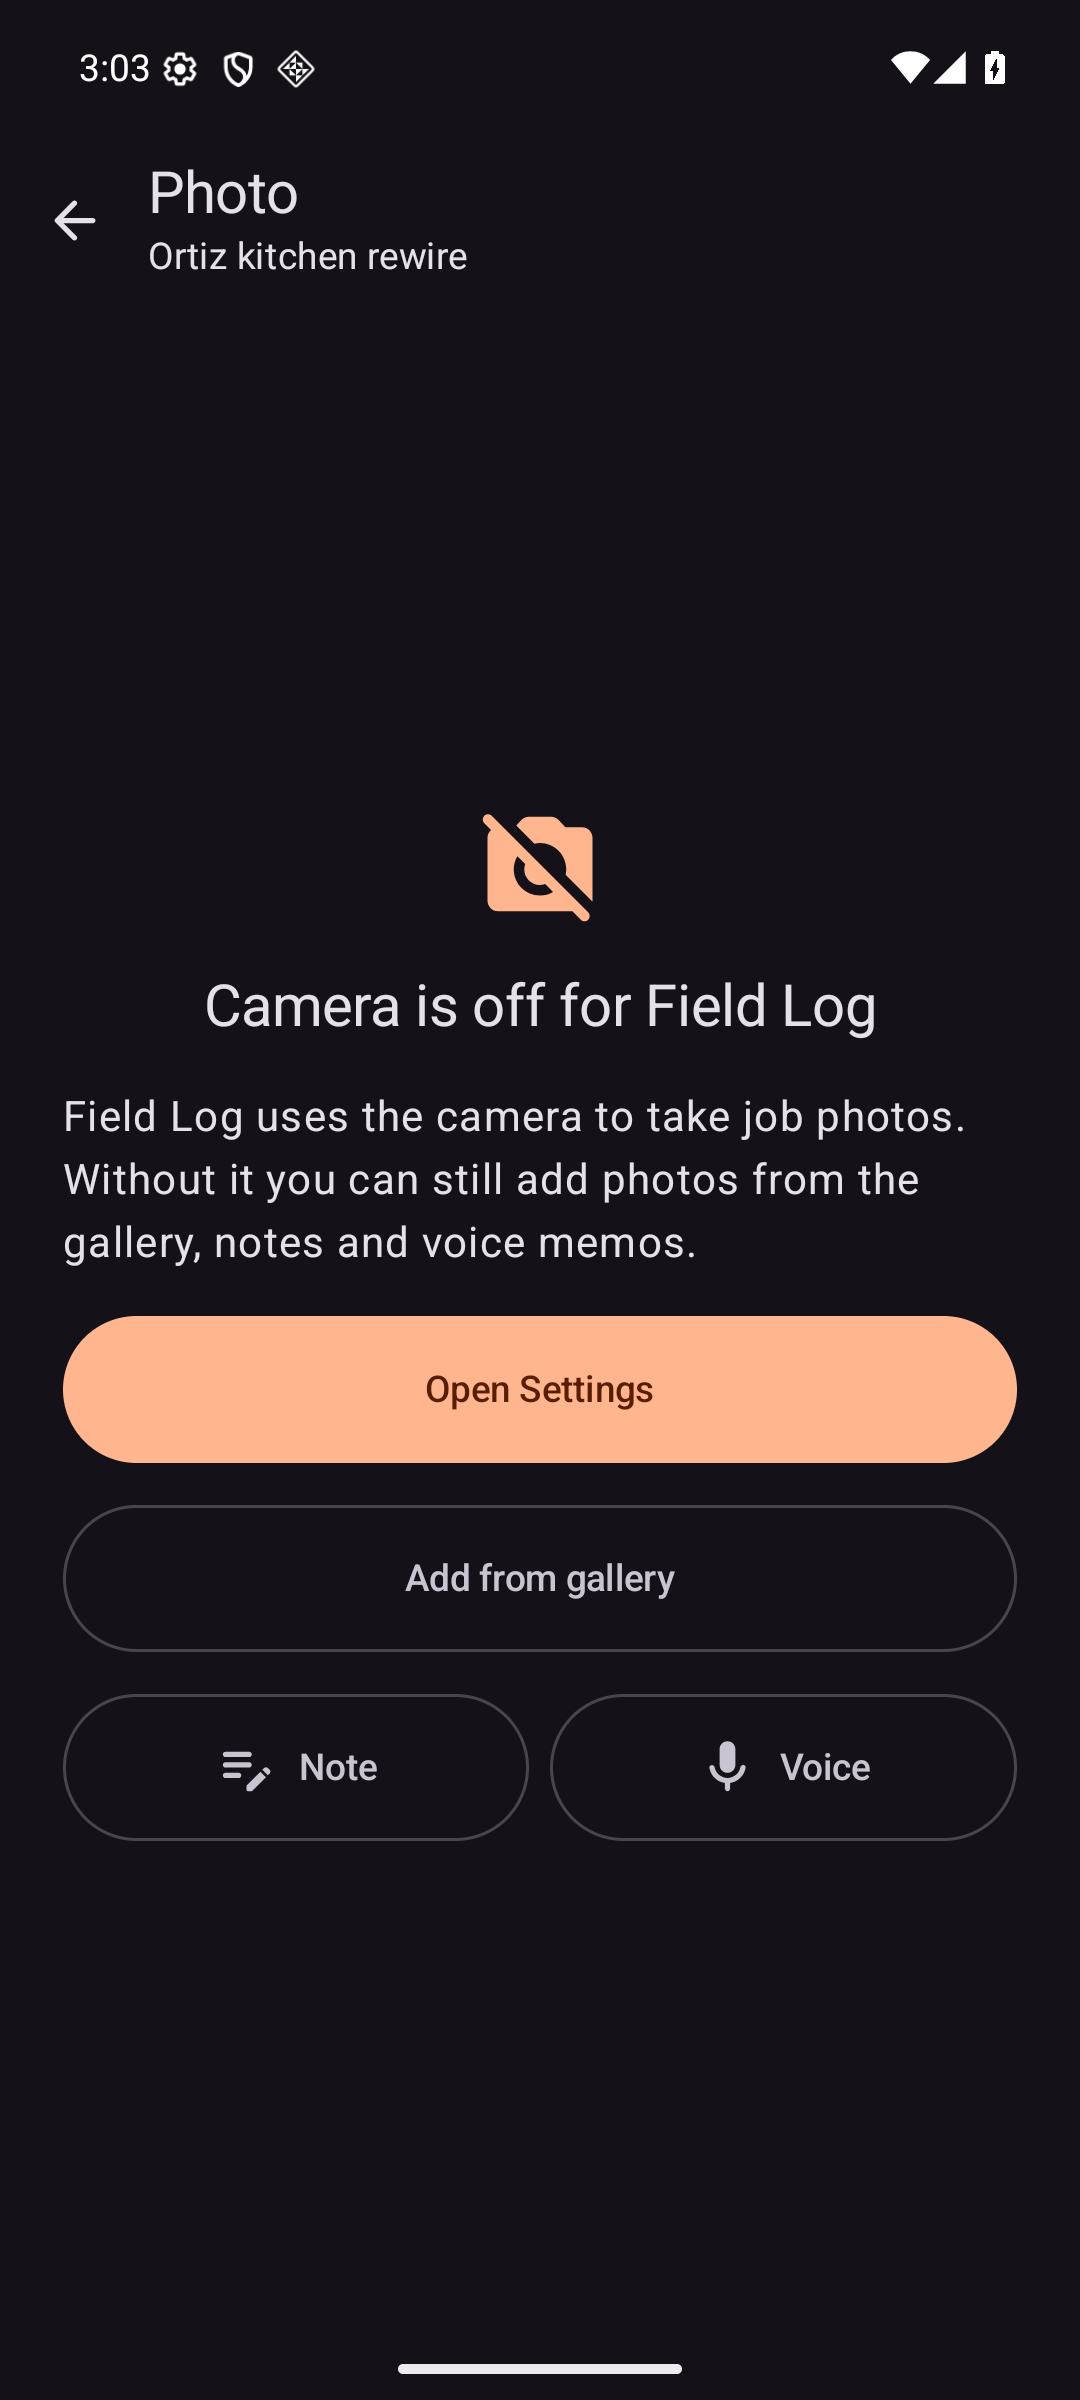 3:03
Photo
Ortiz kitchen rewire
Camera is off for Field Log
Field Log uses the camera to take job photos.
Without it you can still add photos from the
gallery, notes and voice memos.
Open Settings
Add from gallery
Note
Voice